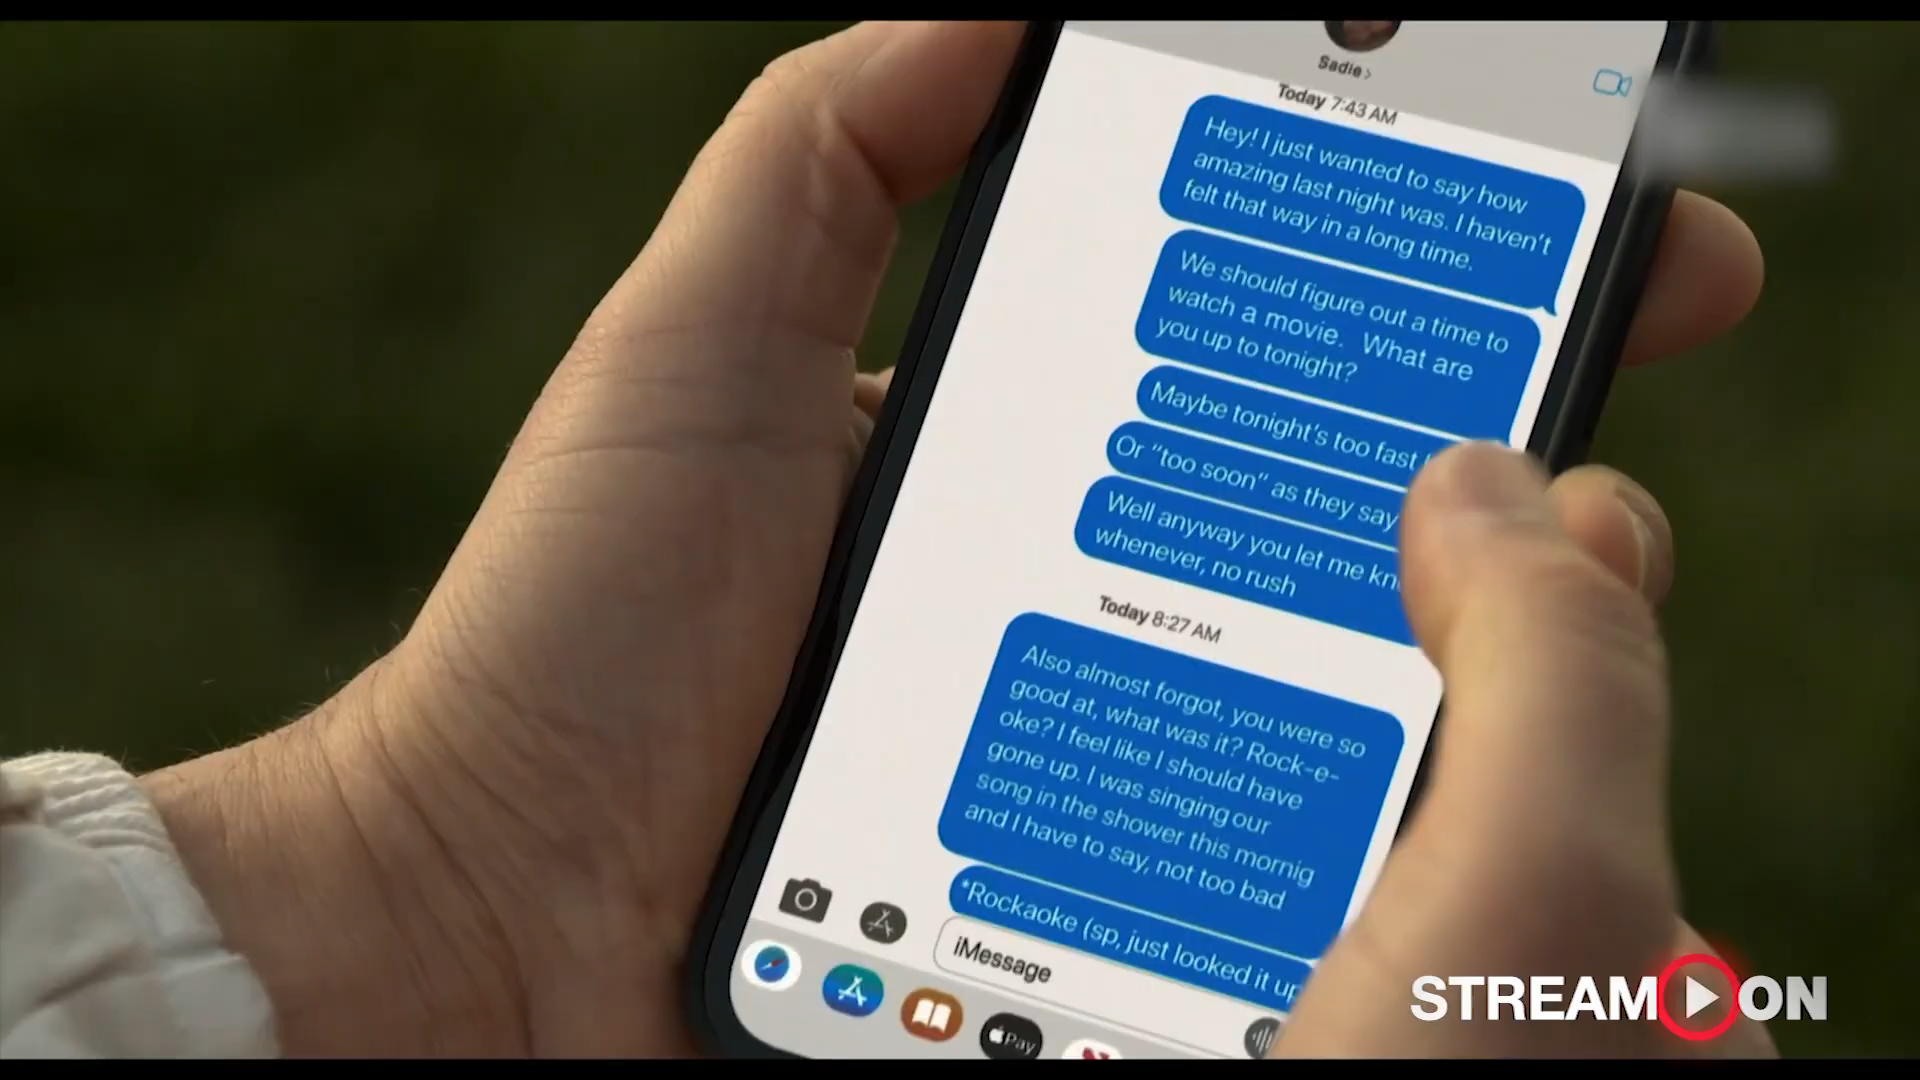 Sadie >
Today 7:43 AM
Hey! I just wanted to say how
amazing last night was. I haven't
felt that way in a long time.
We should figure out a time to
watch a movie. What are
you up to tonight?
Maybe tonight's too fast
Or "too soon" as they say
Well anyway you let me
whenever, no rush
Today 8:27 AM
Also almost forgot, you were so
good at, what was it? Rock-e-
oke? I feel like I should have
gone up. I was singing our
song in the shower this mornig
and I have to say, not too bad
*Rockaoke (sp, just looked it up
iMessage
Pay
STREAM ON